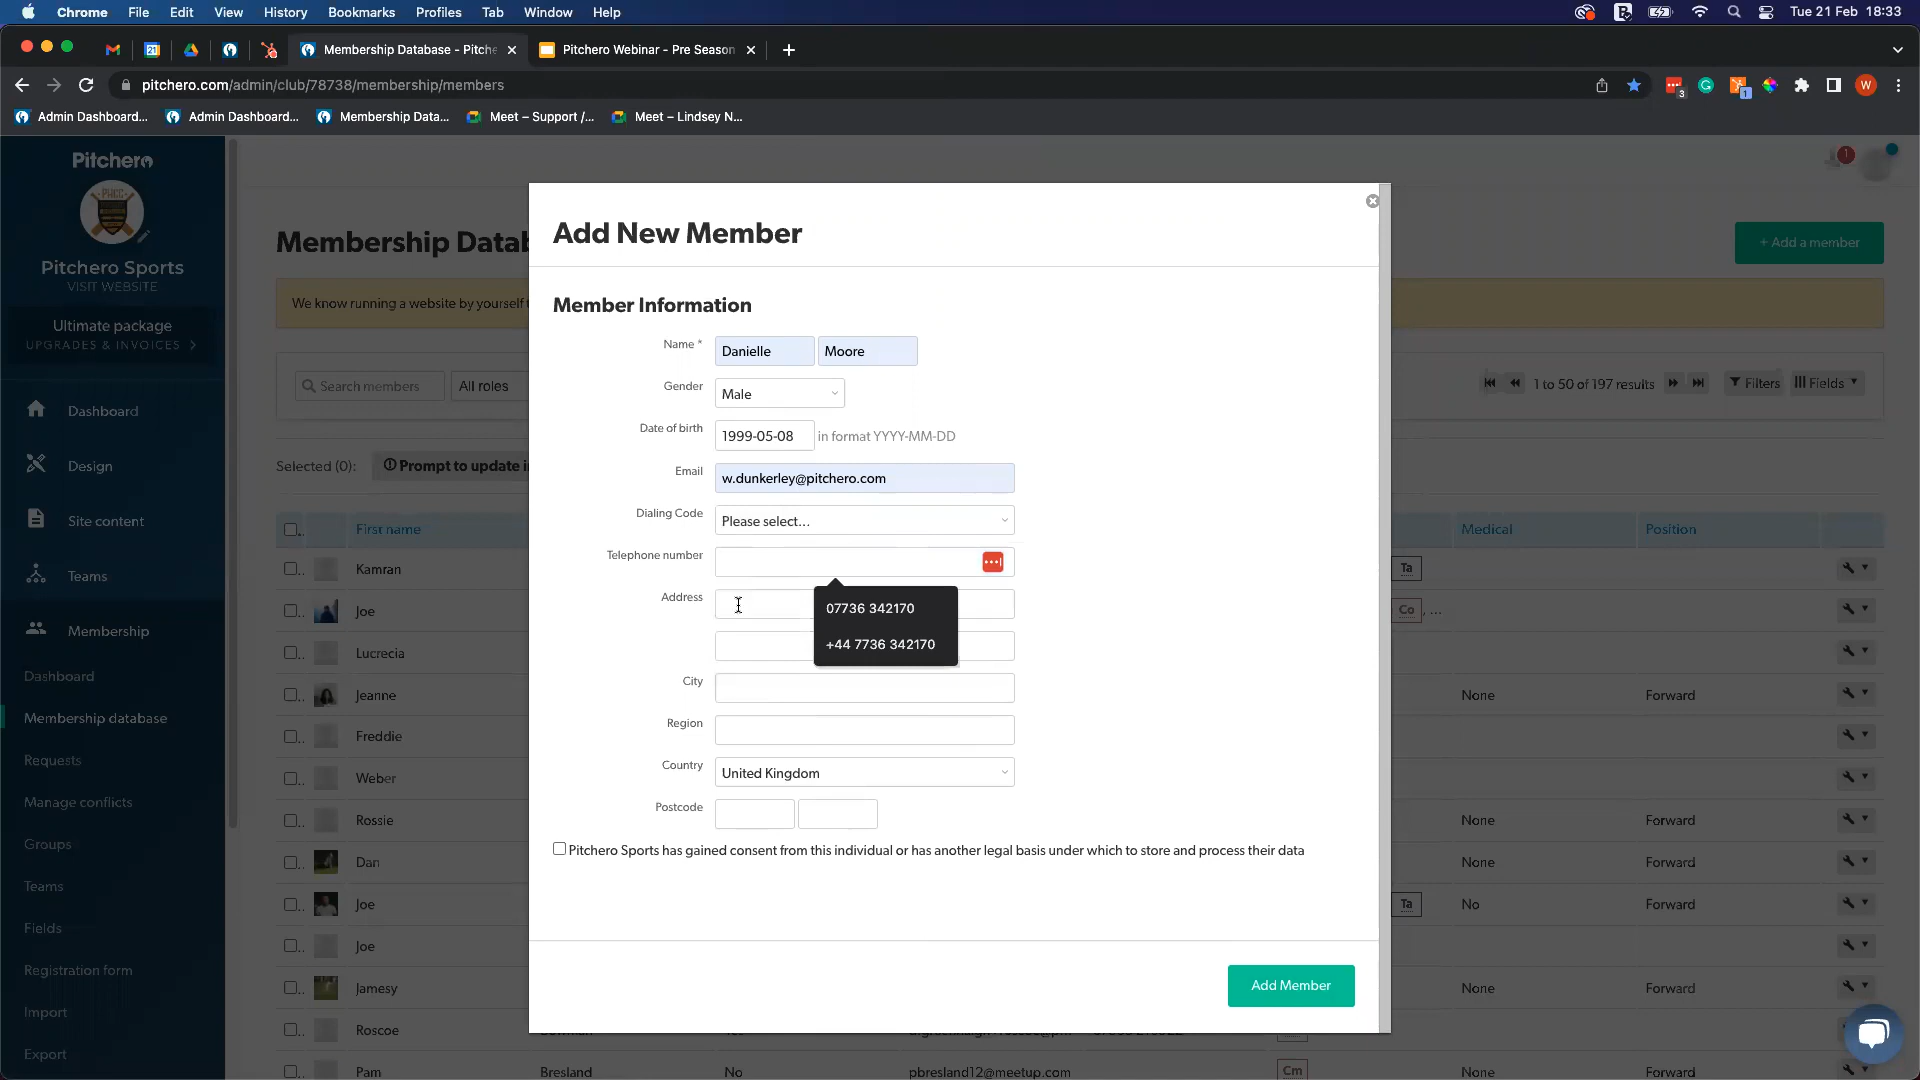 Chrome File Edit View History Bookmarks Profiles Tab Window Help Tue 21 Feb 18:33
Membership Database - Pitche Pitchero Webinar - Pre Season
pitchero.com/admin/club/78738/membership/members
Admin Dashboard... Admin Dashboard... Membership Data... Meet – Support /... Meet – Lindsey N...
Pitchero
Pitchero Sports
VISIT WEBSITE
Ultimate package
UPGRADES & INVOICES
Dashboard
Design
Site content
Teams
Membership
Dashboard
Membership database
Requests
Manage conflicts
Groups
Teams
Fields
Registration form
Import
Export
Membership Datab
+ Add a member
We know running a website by yourself t
Search members All roles
1 to 50 of 197 results Filters Fields
Selected (0): Prompt to update in
First name Medical Position
Kamran Ta
Joe Co , ...
Lucrecia
Jeanne None Forward
Freddie
Weber
Rossie None Forward
Dan None Forward
Joe Ta No Forward
Joe
Jamesy None Forward
Roscoe
Pam Bresland No pbresland12@meetup.com Cm
Add New Member
Member Information
Name * Danielle Moore
Gender Male
Date of birth 1999-05-08 in format YYYY-MM-DD
Email w.dunkerley@pitchero.com
Dialing Code Please select...
Telephone number
07736 342170
+44 7736 342170
Address
City
Region
Country United Kingdom
Postcode
Pitchero Sports has gained consent from this individual or has another legal basis under which to store and process their data
Add Member